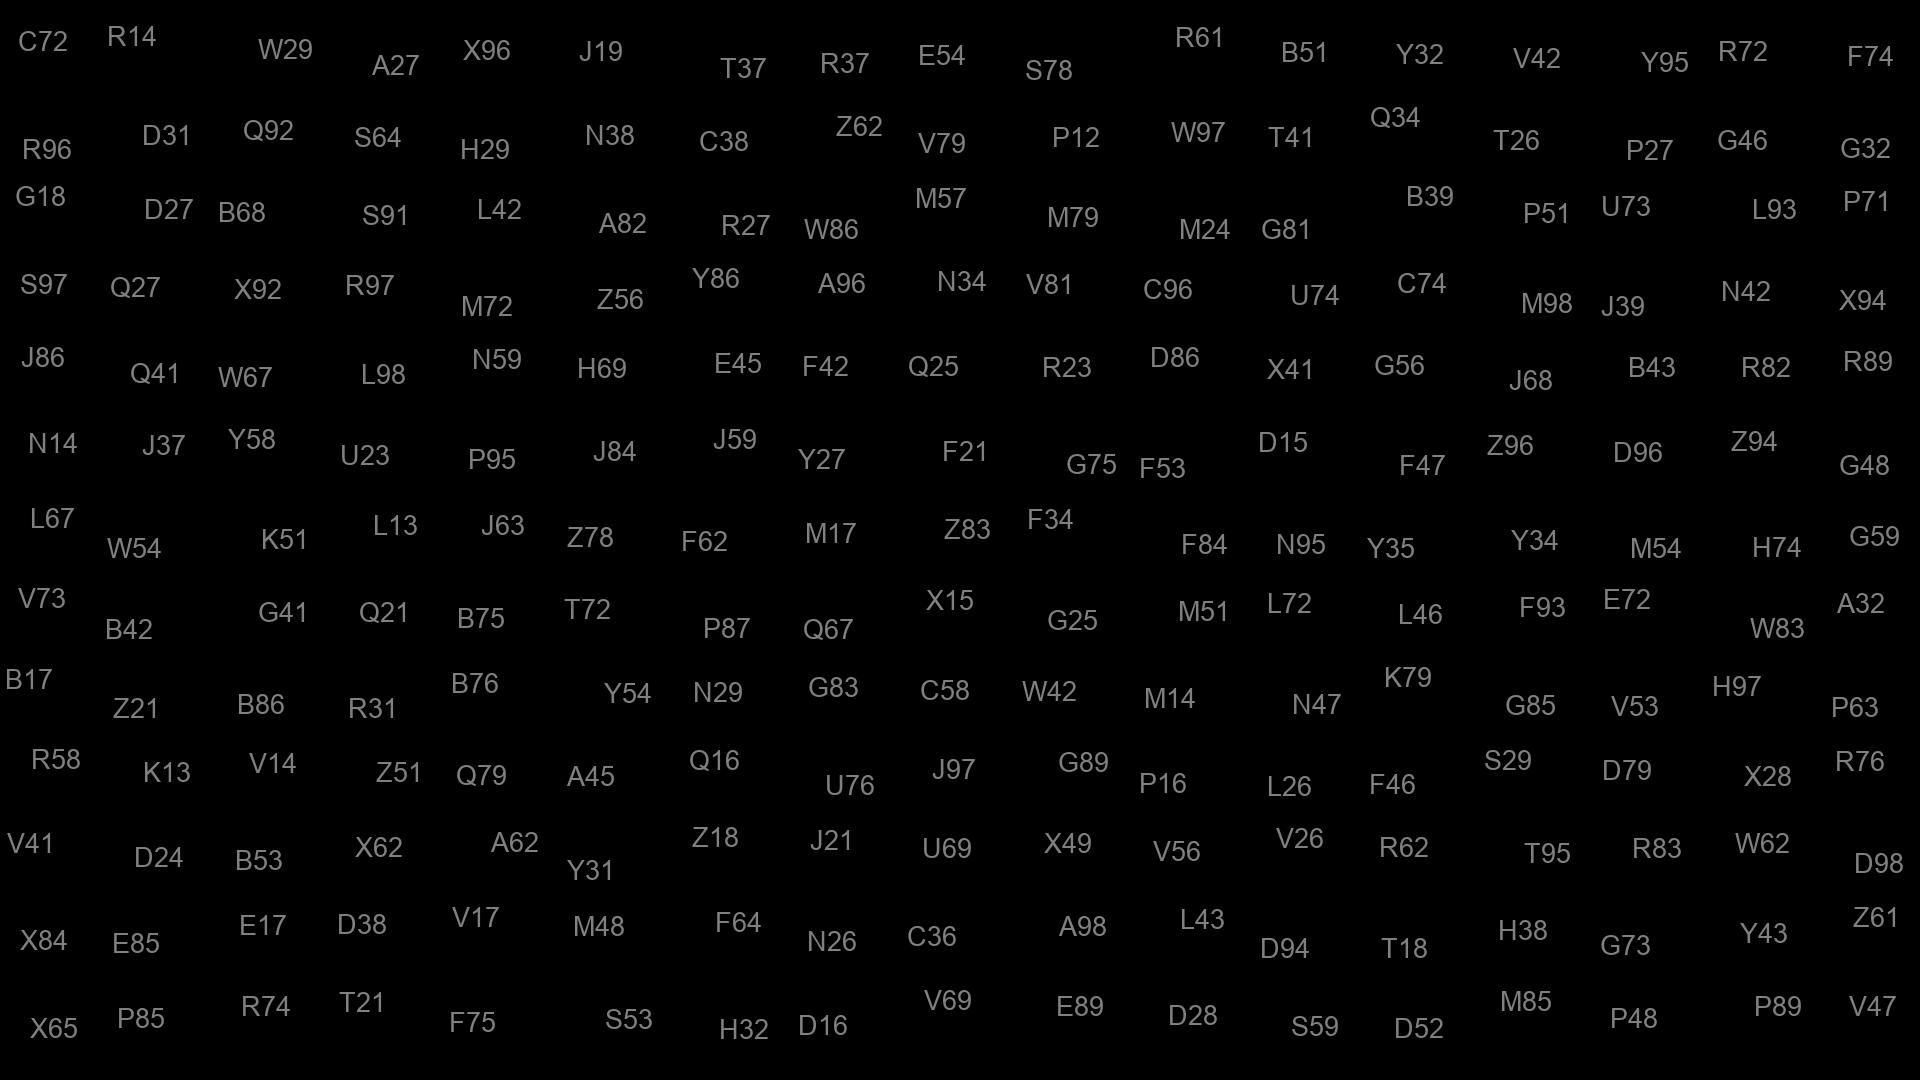 C72 R14 W29 A27 X96 J19 T37 R37 E54 S78 R61 B51 Y32 V42 Y95 R72 F74
R96 D31 Q92 S64 H29 N38 C38 Z62 V79 P12 W97 T41 Q34 T26 P27 G46 G32
G18 D27 B68 S91 L42 A82 R27 W86 M57 M79 M24 G81 B39 P51 U73 L93 P71
S97 Q27 X92 R97 M72 Z56 Y86 A96 N34 V81 C96 U74 C74 M98 J39 N42 X94
J86 Q41 W67 L98 N59 H69 E45 F42 Q25 R23 D86 X41 G56 J68 B43 R82 R89
N14 J37 Y58 U23 P95 J84 J59 Y27 F21 G75 F53 D15 F47 Z96 D96 Z94 G48
L67 W54 K51 L13 J63 Z78 F62 M17 Z83 F34 F84 N95 Y35 Y34 M54 H74 G59
V73 B42 G41 Q21 B75 T72 P87 Q67 X15 G25 M51 L72 L46 F93 E72 W83 A32
B17 Z21 B86 R31 B76 Y54 N29 G83 C58 W42 M14 N47 K79 G85 V53 H97 P63
R58 K13 V14 Z51 Q79 A45 Q16 U76 J97 G89 P16 L26 F46 S29 D79 X28 R76
V41 D24 B53 X62 A62 Y31 Z18 J21 U69 X49 V56 V26 R62 T95 R83 W62 D98
X84 E85 E17 D38 V17 M48 F64 N26 C36 A98 L43 D94 T18 H38 G73 Y43 Z61
X65 P85 R74 T21 F75 S53 H32 D16 V69 E89 D28 S59 D52 M85 P48 P89 V47